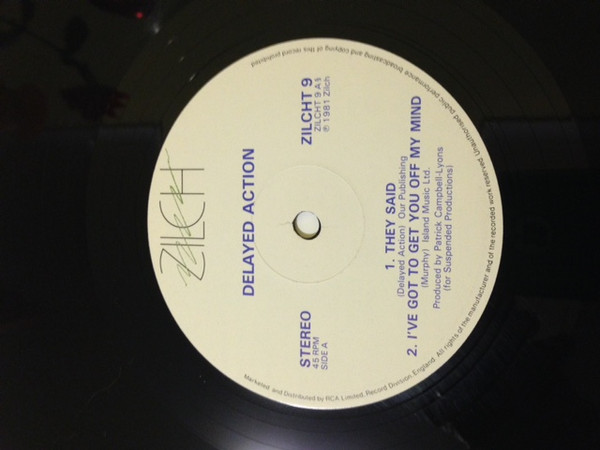 ZILCH
DELAYED ACTION
STEREO
45 RPM
SIDE A
ZILCHT 9
ZILCHT 9 A1
℗ 1981 Zilch
1. THEY SAID
(Delayed Action) Our Publishing
2. I'VE GOT TO GET YOU OFF MY MIND
(Murphy) Island Music Ltd.
Produced by Patrick Campbell-Lyons
(for Suspended Productions)
Marketed and Distributed by RCA Limited, Record Division, England. All rights of the manufacturer and of the recorded work reserved. Unauthorised public performance broadcasting and copying of this record prohibited